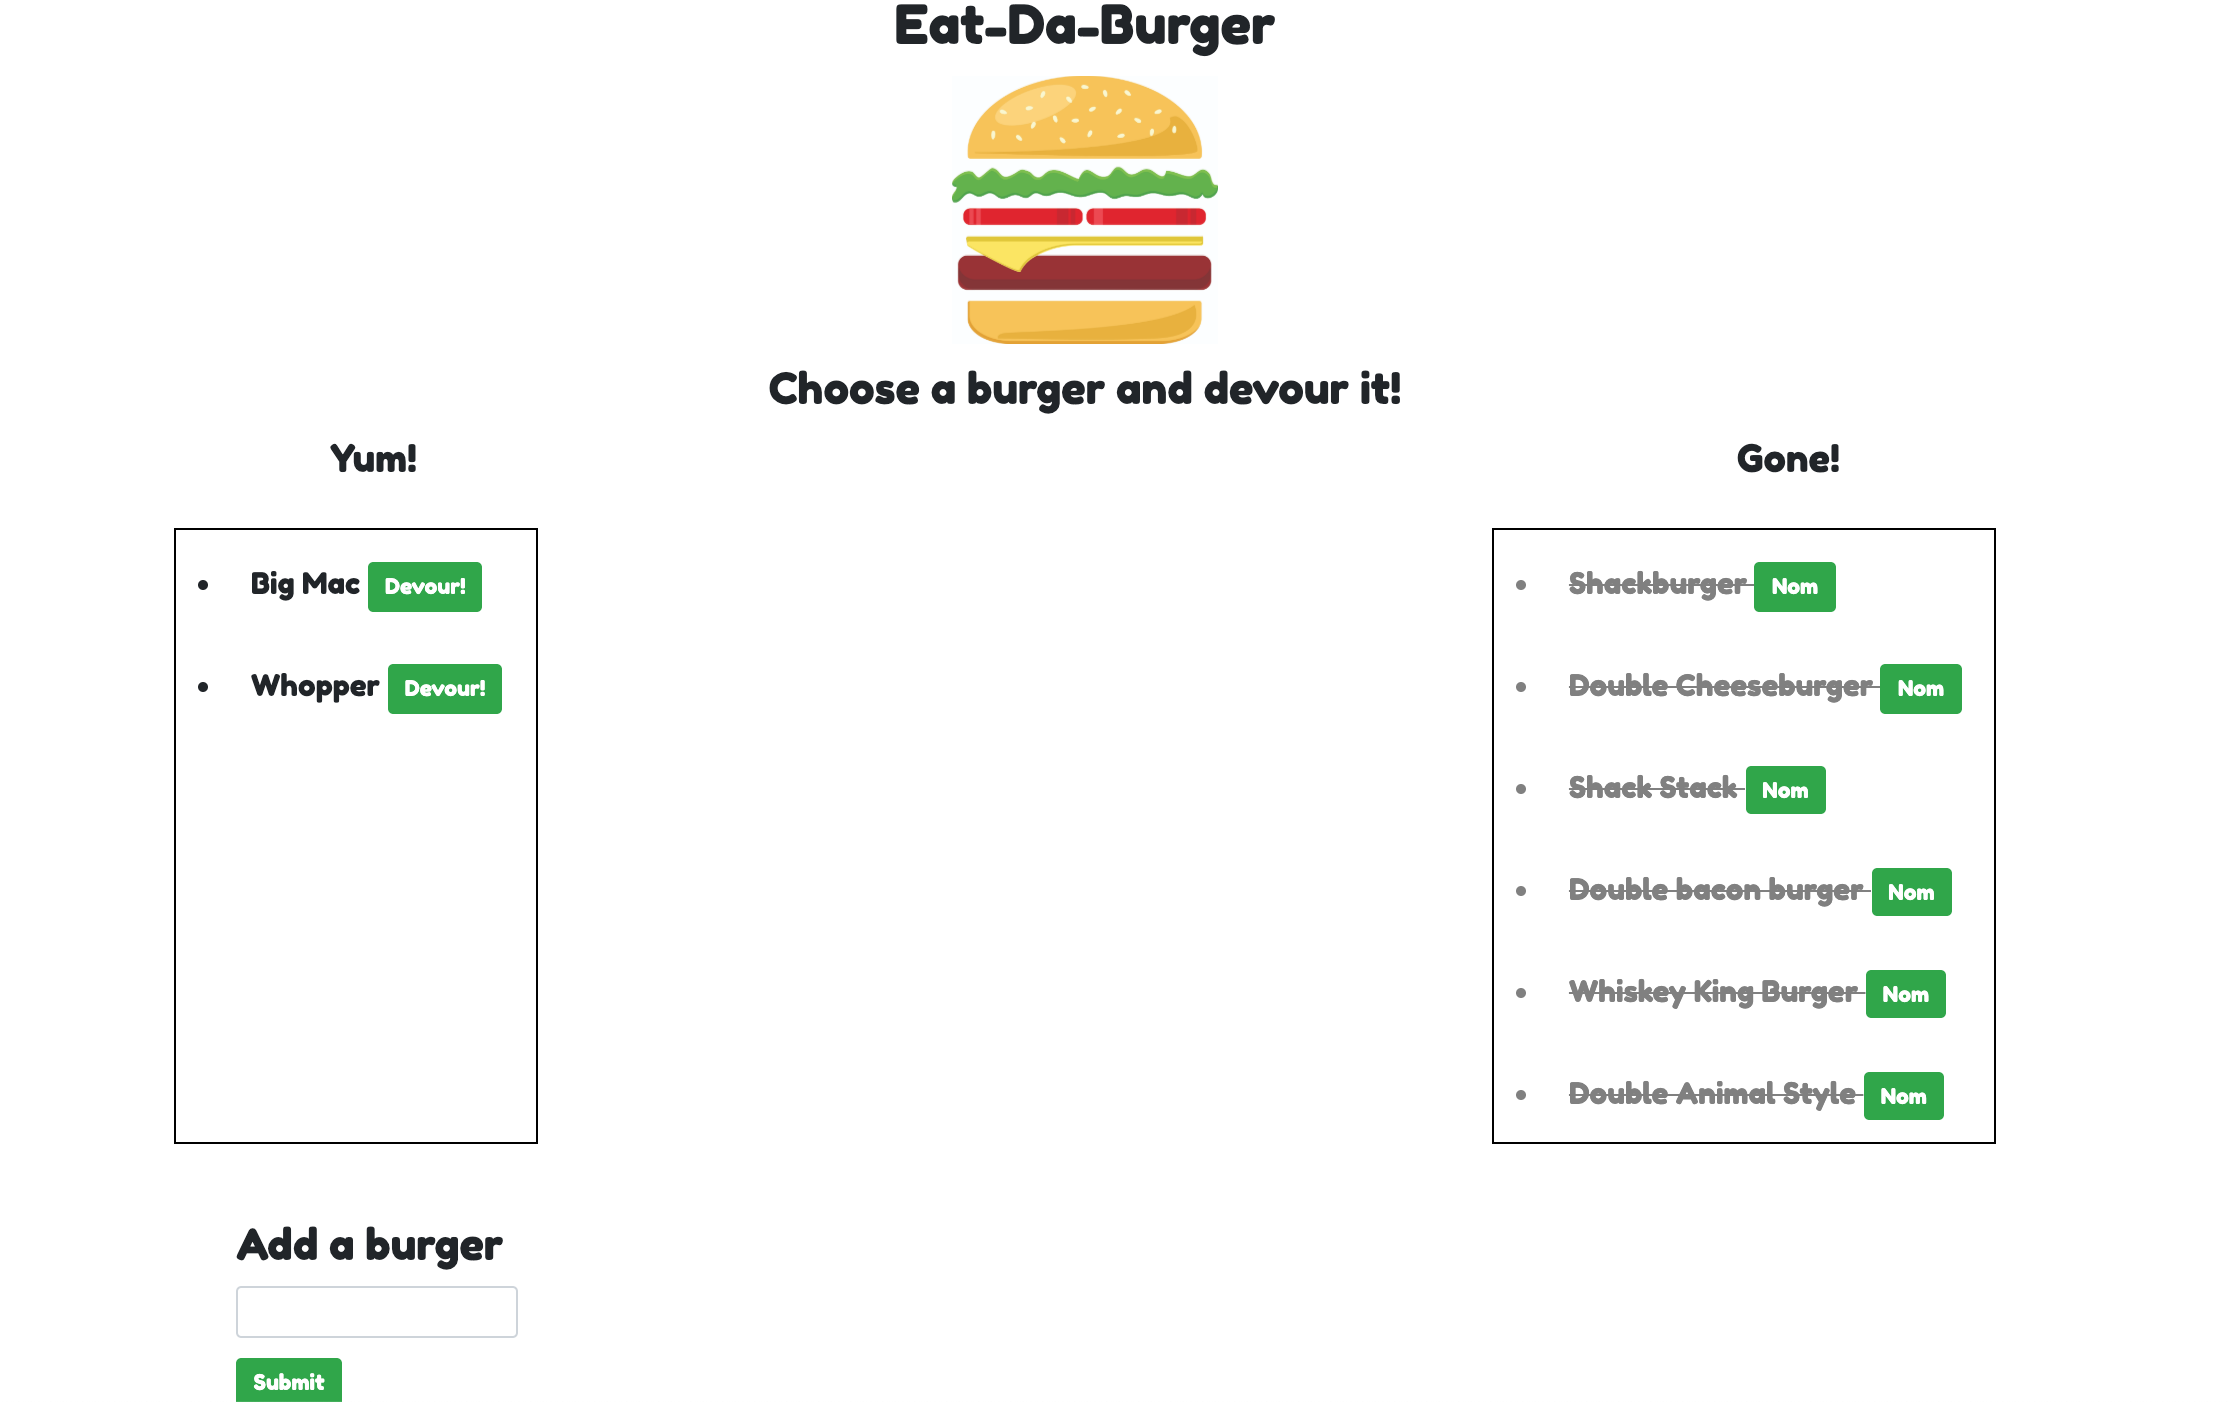 Eat-Da-Burger
Choose a burger and devour it!
Yum!
Big Mac Devour!
Whopper Devour!
Gone!
Shackburger Nom
Double Cheeseburger Nom
Shack Stack Nom
Double bacon burger Nom
Whiskey King Burger Nom
Double Animal Style Nom
Add a burger
Submit